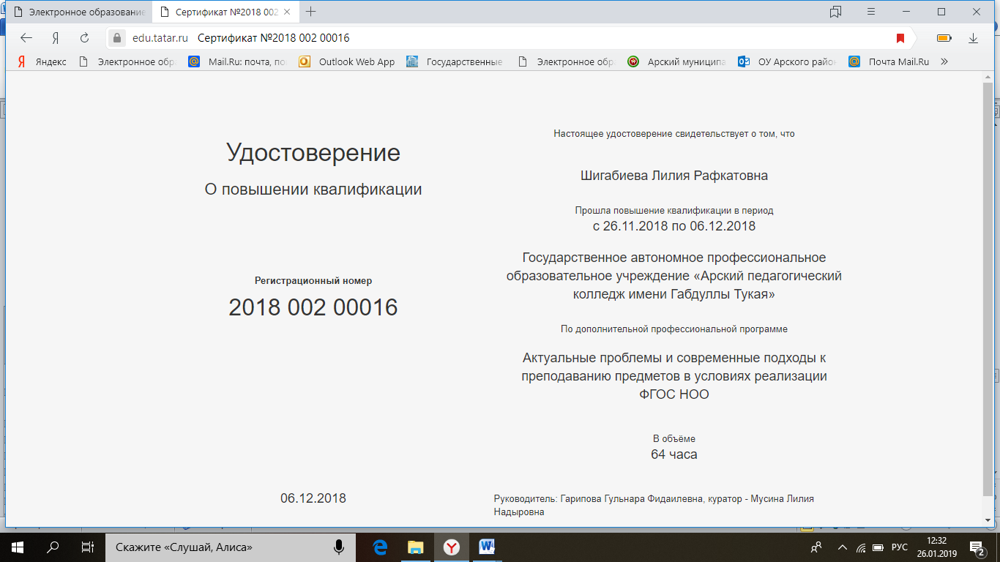 Электронное образование
Сертификат №2018 002
edu.tatar.ru Сертификат №2018 002 00016
Яндекс
Электронное обр
Mail.Ru: почта, по
Outlook Web App
Государственные
Электронное обр
Арский муниципа
ОУ Арского райо
Почта Mail.Ru
Удостоверение
О повышении квалификации
Регистрационный номер
2018 002 00016
06.12.2018
Настоящее удостоверение свидетельствует о том, что
Шигабиева Лилия Рафкатовна
Прошла повышение квалификации в период
с 26.11.2018 по 06.12.2018
Государственное автономное профессиональное
образовательное учреждение «Арский педагогический
колледж имени Габдуллы Тукая»
По дополнительной профессиональной программе
Актуальные проблемы и современные подходы к
преподаванию предметов в условиях реализации
ФГОС НОО
В объёме
64 часа
Руководитель: Гарипова Гульнара Фидаилевна, куратор - Мусина Лилия
Надыровна
Скажите «Слушай, Алиса»
РУС
12:32
26.01.2019
2